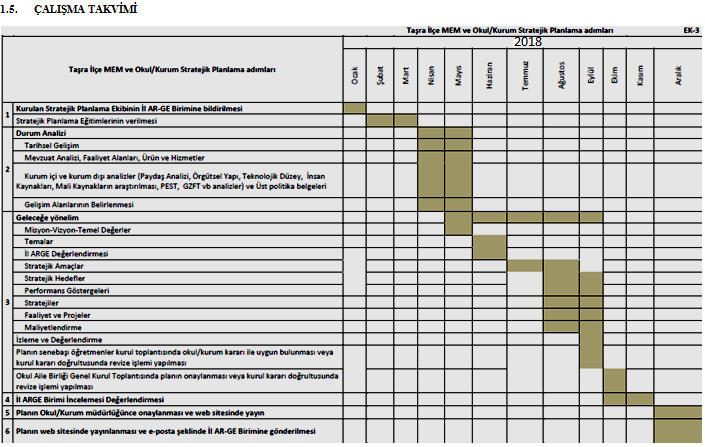 1.5. ÇALIŞMA TAKVİMİ
Taşra İlçe MEM ve Okul/Kurum Stratejik Planlama adımları EK-3
Taşra İlçe MEM ve Okul/Kurum Stratejik Planlama adımları
2018
Ocak
Şubat
Mart
Nisan
Mayıs
Haziran
Temmuz
Ağustos
Eylül
Ekim
Kasım
Aralık
1
Kurulan Stratejik Planlama Ekibinin İl AR-GE Birimine bildirilmesi
Stratejik Planlama Eğitimlerinin verilmesi
2
Durum Analizi
Tarihsel Gelişim
Mevzuat Analizi, Faaliyet Alanları, Ürün ve Hizmetler
Kurum içi ve kurum dışı analizler (Paydaş Analizi, Örgütsel Yapı, Teknolojik Düzey, İnsan
Kaynakları, Mali Kaynakların araştırılması, PEST, GZFT vb analizler) ve Üst politika belgeleri
Gelişim Alanlarının Belirlenmesi
3
Geleceğe yönelim
Misyon-Vizyon-Temel Değerler
Temalar
İl ARGE Değerlendirmesi
Stratejik Amaçlar
Stratejik Hedefler
Performans Göstergeleri
Stratejiler
Faaliyet ve Projeler
Maliyetlendirme
İzleme ve Değerlendirme
Planın senebaşı öğretmenler kurul toplantısında okul/kurum kararı ile uygun bulunması veya
kurul kararı doğrultusunda revize işlemi yapılması
Okul Aile Birliği Genel Kurul Toplantısında planın onaylanması veya kurul kararı doğrultusunda
revize işlemi yapılması
4 İl ARGE Birimi İncelemesi Değerlendirmesi
5 Planın Okul/Kurum müdürlüğünce onaylanması ve web sitesinde yayın
6 Planın web sitesinde yayınlanması ve e-posta şeklinde İl AR-GE Birimine gönderilmesi